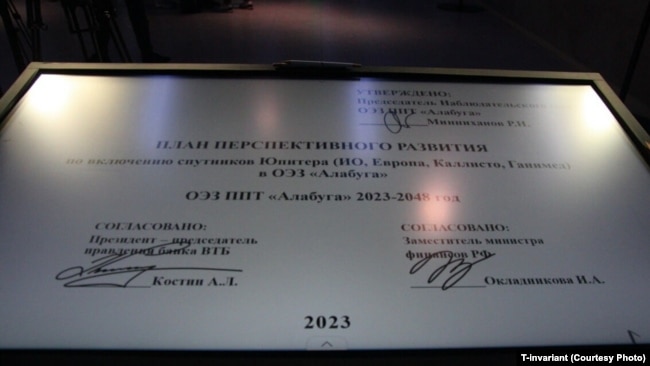 УТВЕРЖДЕНО:
Председатель Наблюдательного
ОЭЗ ППТ «Алабуга»
Минниханов Р.Н.
ПЛАН ПЕРСПЕКТИВНОГО РАЗВИТИЯ
по включению спутников Юпитера (ИО, Европа, Каллисто, Ганимед)
в ОЭЗ «Алабуга»
ОЭЗ ППТ «Алабуга» 2023-2048 год
СОГЛАСОВАНО:
Президент – председатель
правления банка ВТБ
Костин А..Л.
СОГЛАСОВАНО:
Заместитель министра
финансов РФ
Окладникова И.А.
2023
T-invariant (Courtesy Photo)